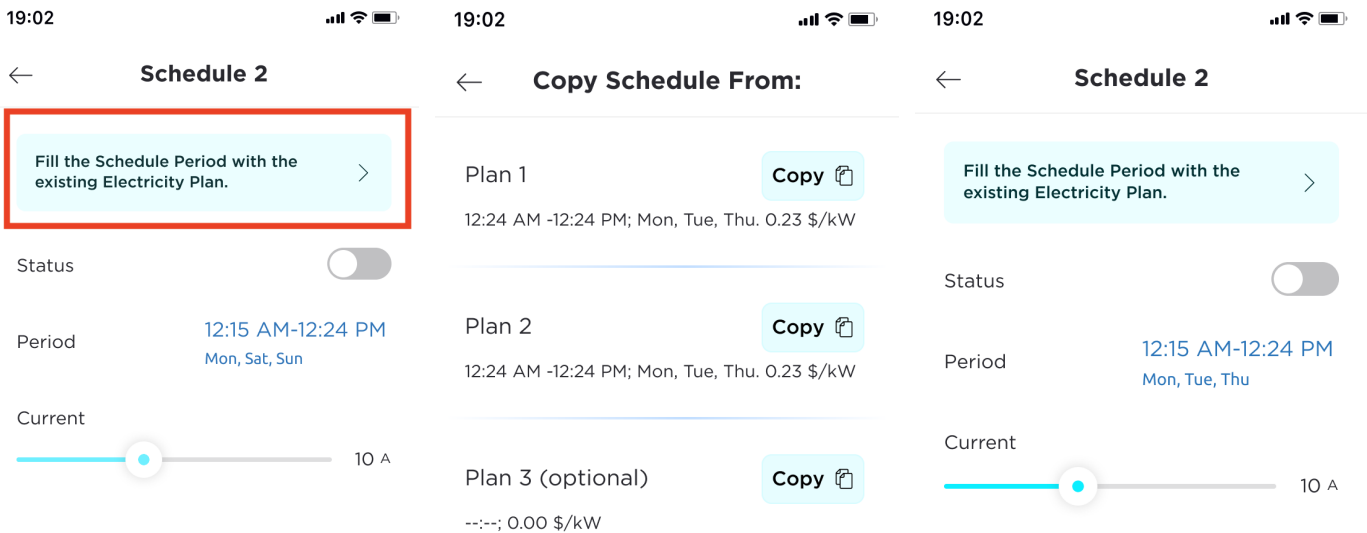 19:02
Schedule 2
Fill the Schedule Period with the
existing Electricity Plan.
Status
Period
12:15 AM-12:24 PM
Mon, Sat, Sun
Current
10 A
19:02
Copy Schedule From:
Plan 1
Copy
12:24 AM -12:24 PM; Mon, Tue, Thu. 0.23 $/kW
Plan 2
Copy
12:24 AM -12:24 PM; Mon, Tue, Thu. 0.23 $/kW
Plan 3 (optional)
Copy
--:--; 0.00 $/kW
19:02
Schedule 2
Fill the Schedule Period with the
existing Electricity Plan.
Status
Period
12:15 AM-12:24 PM
Mon, Tue, Thu
Current
10 A